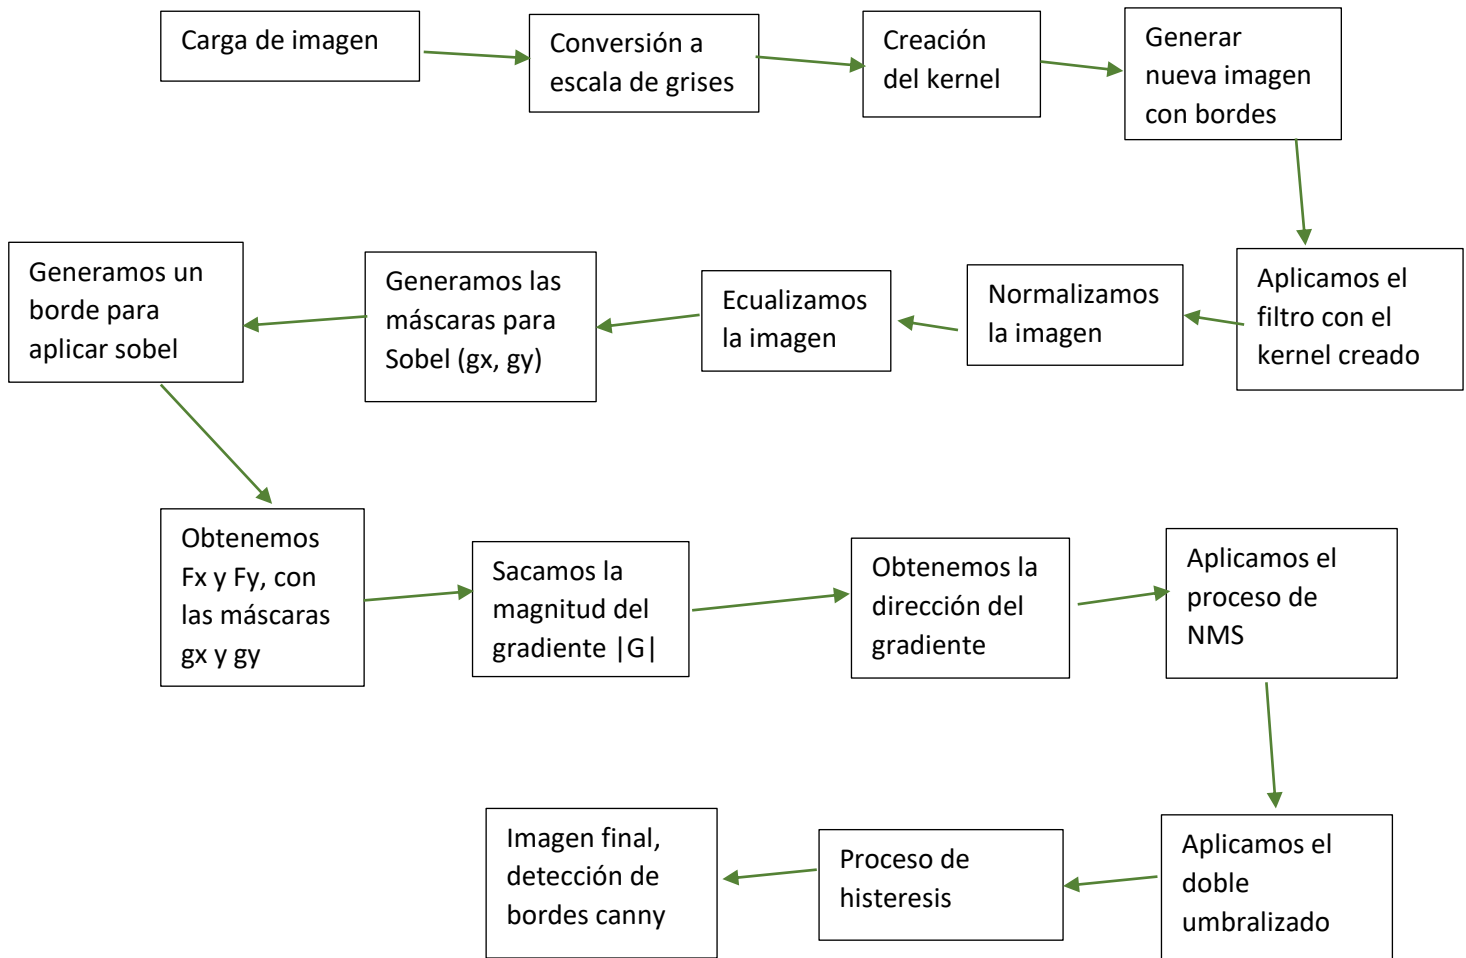 Carga de imagen
Conversión a
escala de grises
Creación
del kernel
Generar
nueva imagen
con bordes
Aplicamos el
filtro con el
kernel creado
Normalizamos
la imagen
Ecualizamos
la imagen
Generamos las
máscaras para
Sobel (gx, gy)
Generamos un
borde para
aplicar sobel
Obtenemos
Fx y Fy, con
las máscaras
gx y gy
Sacamos la
magnitud del
gradiente |G|
Obtenemos la
dirección del
gradiente
Aplicamos el
proceso de
NMS
Aplicamos el
doble
umbralizado
Proceso de
histeresis
Imagen final,
detección de
bordes canny